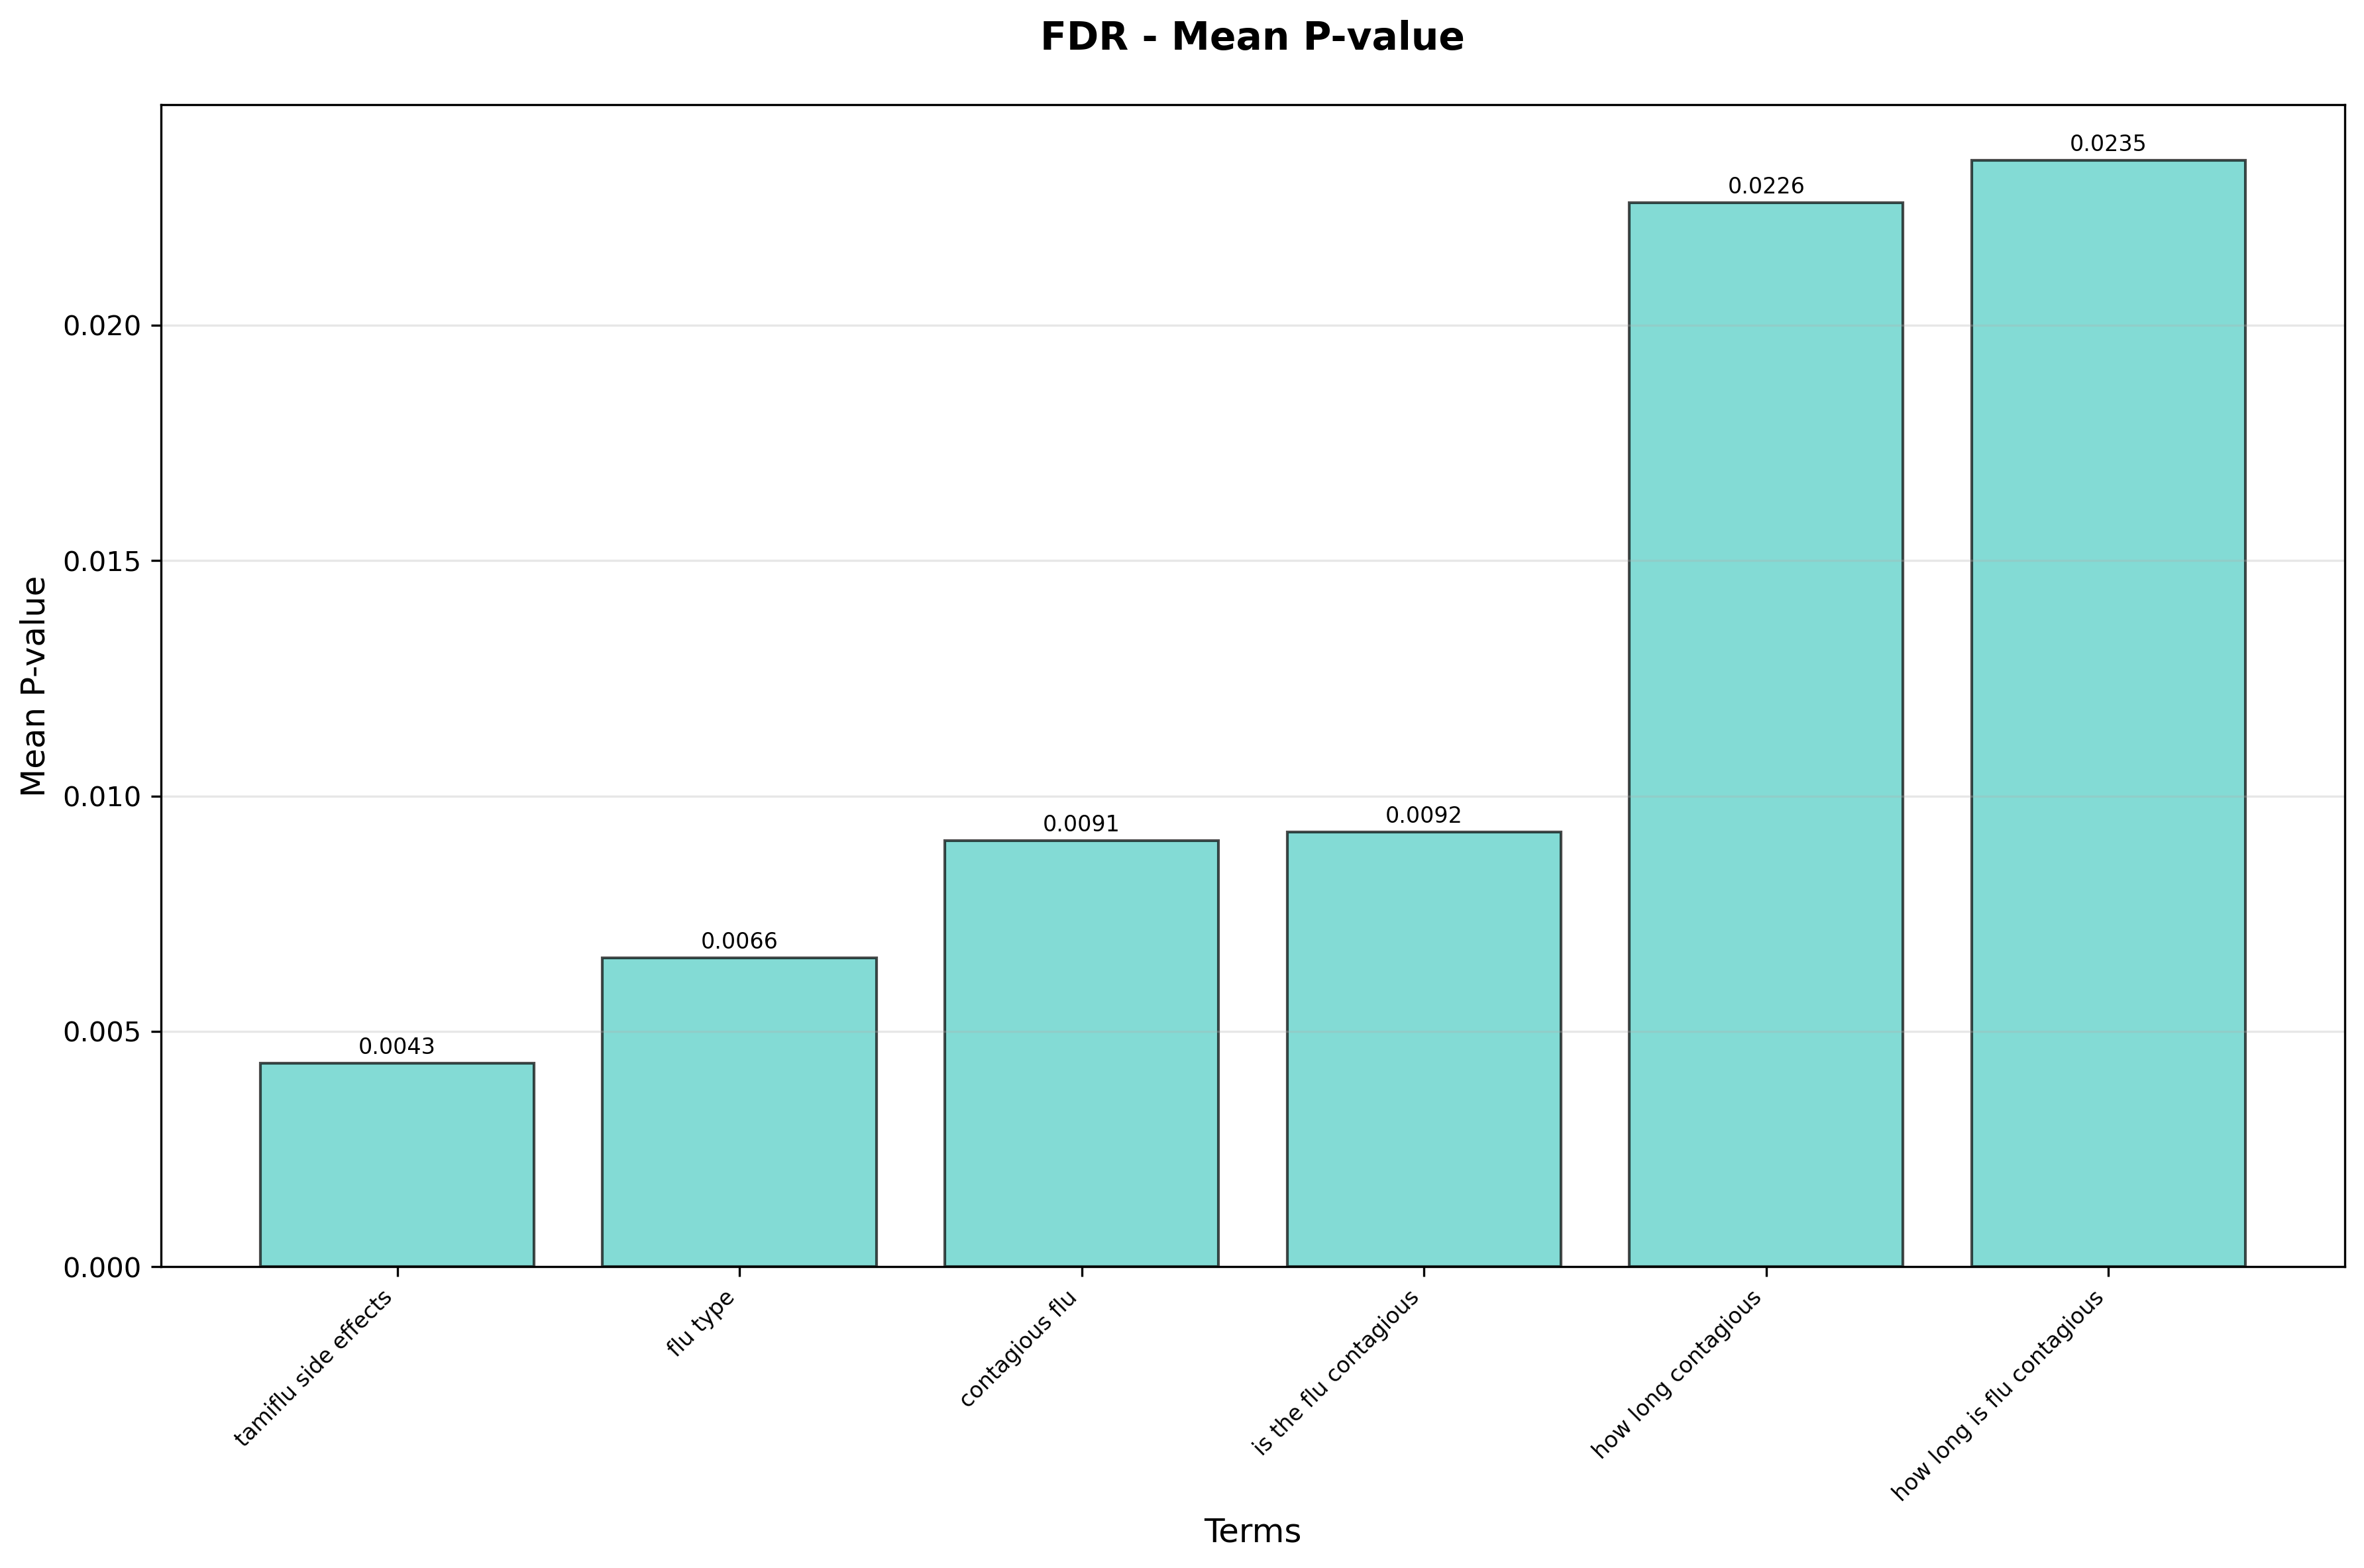 FDR - Mean P-value
Mean P-value
0.020
0.015
0.010
0.005
0.000
0.0043
0.0066
0.0091
0.0092
0.0226
0.0235
tamiflu side effects
flu type
contagious flu
is the flu contagious
how long contagious
how long is flu contagious
Terms